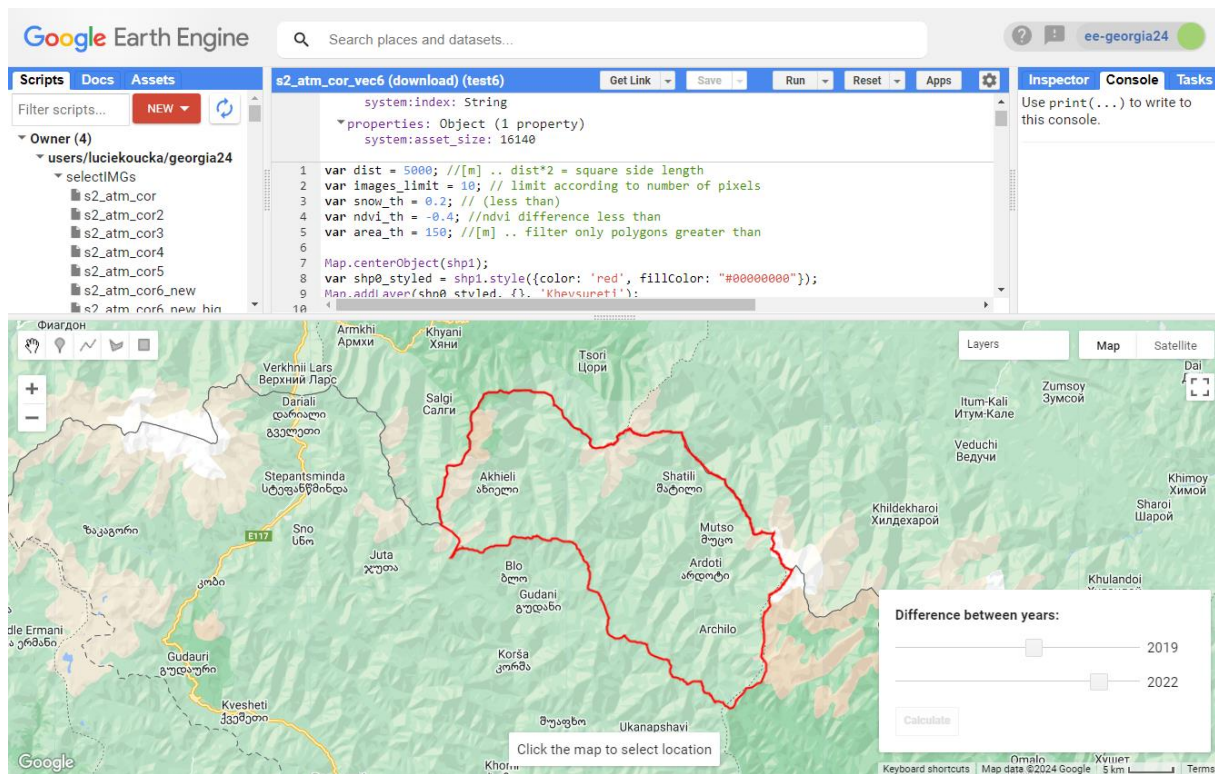 Google Earth Engine
Search places and datasets...
ee-georgia24
Scripts Docs Assets
Filter scripts...
NEW
Owner (4)
users/luciekoucka/georgia24
selectIMGs
s2_atm_cor
s2_atm_cor2
s2_atm_cor3
s2_atm_cor4
s2_atm_cor5
s2_atm_cor6_new
s2_atm_cor6_new_big
s2_atm_cor_vec6 (download) (test6)
Get Link
Save
Run
Reset
Apps
system:index: String
properties: Object (1 property)
system:asset_size: 16140
1 var dist = 5000; //[m] .. dist*2 = square side length
2 var images_limit = 10; // limit according to number of pixels
3 var snow_th = 0.2; // (less than)
4 var ndvi_th = -0.4; //ndvi difference less than
5 var area_th = 150; //[m] .. filter only polygons greater than
6
7 Map.centerObject(shp1);
8 var shp0_styled = shp1.style({color: 'red', fillColor: "#00000000"});
9 Map.addLayer(shp0_styled, {}, 'Khevsureti');
10
Inspector Console Tasks
Use print(...) to write to
this console.
Фиагдон
Armkhi
Армхи
Khyani
Хяни
Tsori
Цори
Layers
Map
Satellite
Dai
Verkhnii Lars
Верхний Ларс
Dariali
დარიალი
გველეთი
Salgi
Салги
Zumsoy
Зумсой
Itum-Kali
Итум-Кале
Veduchi
Ведучи
Stepantsminda
სტეფანწმინდა
Akhieli
ახიელი
Shatili
შატილი
Khimoy
Химой
Sharoi
Шарой
Khildekharoi
Хилдехарой
Sno
სნო
E117
Mutso
მუცო
Juta
ჯუთა
Blo
ბლო
Ardoti
არდოტი
კობი
Gudani
გუდანი
Khulandoi
Archilo
Korša
კორშა
Gudauri
გუდაური
Kvesheti
ქვეშეთი
Ukanapshavi
Click the map to select location
Difference between years:
2019
2022
Calculate
Omalo
Хушет
Google
Keyboard shortcuts
Map data ©2024 Google
5 km
Terms